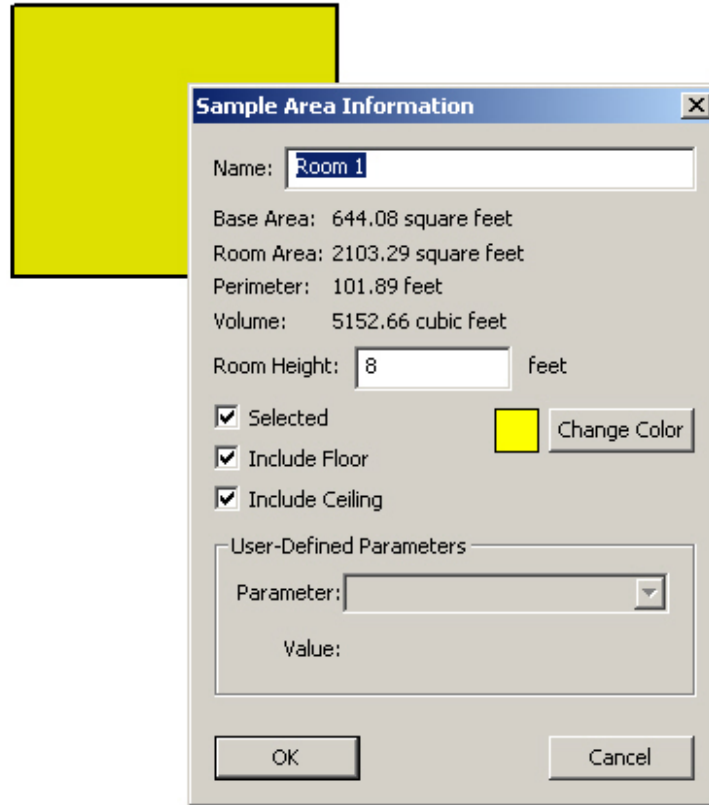 Sample Area Information
Name: Room 1
Base Area: 644.08 square feet
Room Area: 2103.29 square feet
Perimeter: 101.89 feet
Volume: 5152.66 cubic feet
Room Height: 8 feet
Selected
Change Color
Include Floor
Include Ceiling
User-Defined Parameters
Parameter:
Value:
OK Cancel